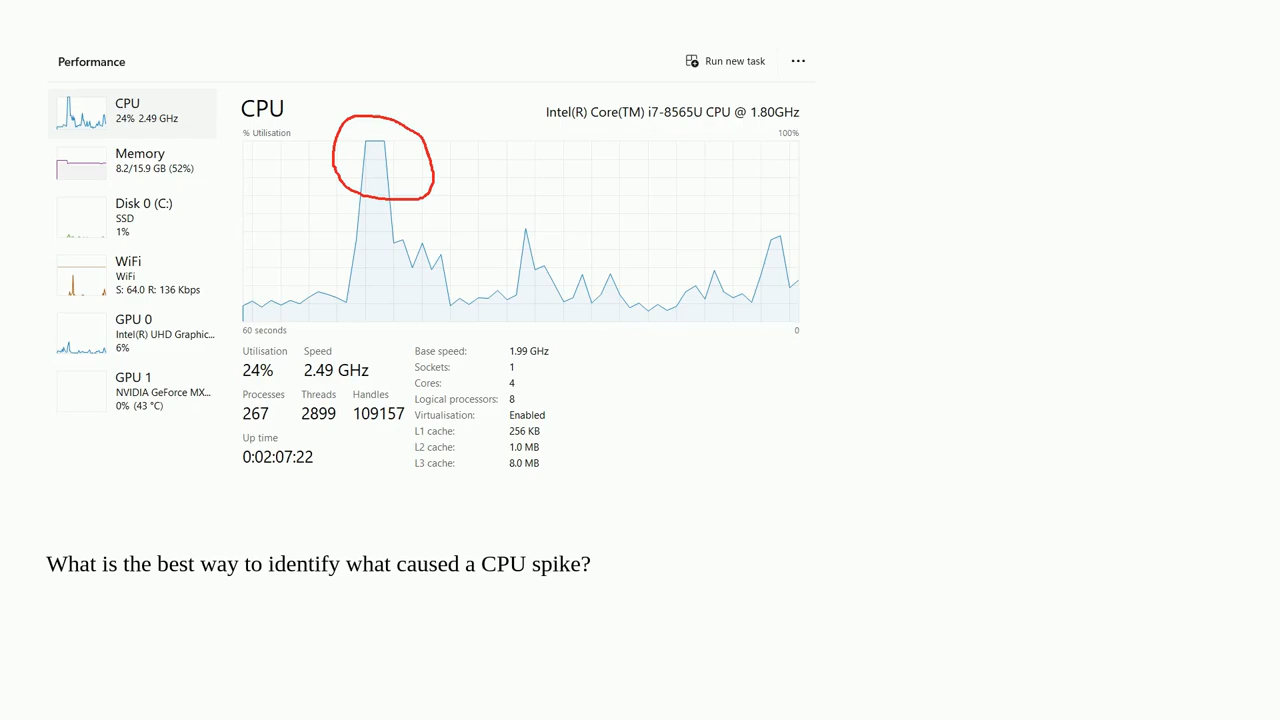 Performance
Run new task
CPU
24% 2.49 GHz
Memory
8.2/15.9 GB (52%)
Disk 0 (C:)
SSD
1%
WiFi
WiFi
S: 64.0 R: 136 Kbps
GPU 0
Intel(R) UHD Graphic...
6%
GPU 1
NVIDIA GeForce MX...
0% (43 °C)
CPU
Intel(R) Core(TM) i7-8565U CPU @ 1.80GHz
% Utilisation
100%
60 seconds
0
Utilisation Speed
24% 2.49 GHz
Processes Threads Handles
267 2899 109157
Up time
0:02:07:22
Base speed: 1.99 GHz
Sockets: 1
Cores: 4
Logical processors: 8
Virtualisation: Enabled
L1 cache: 256 KB
L2 cache: 1.0 MB
L3 cache: 8.0 MB
What is the best way to identify what caused a CPU spike?